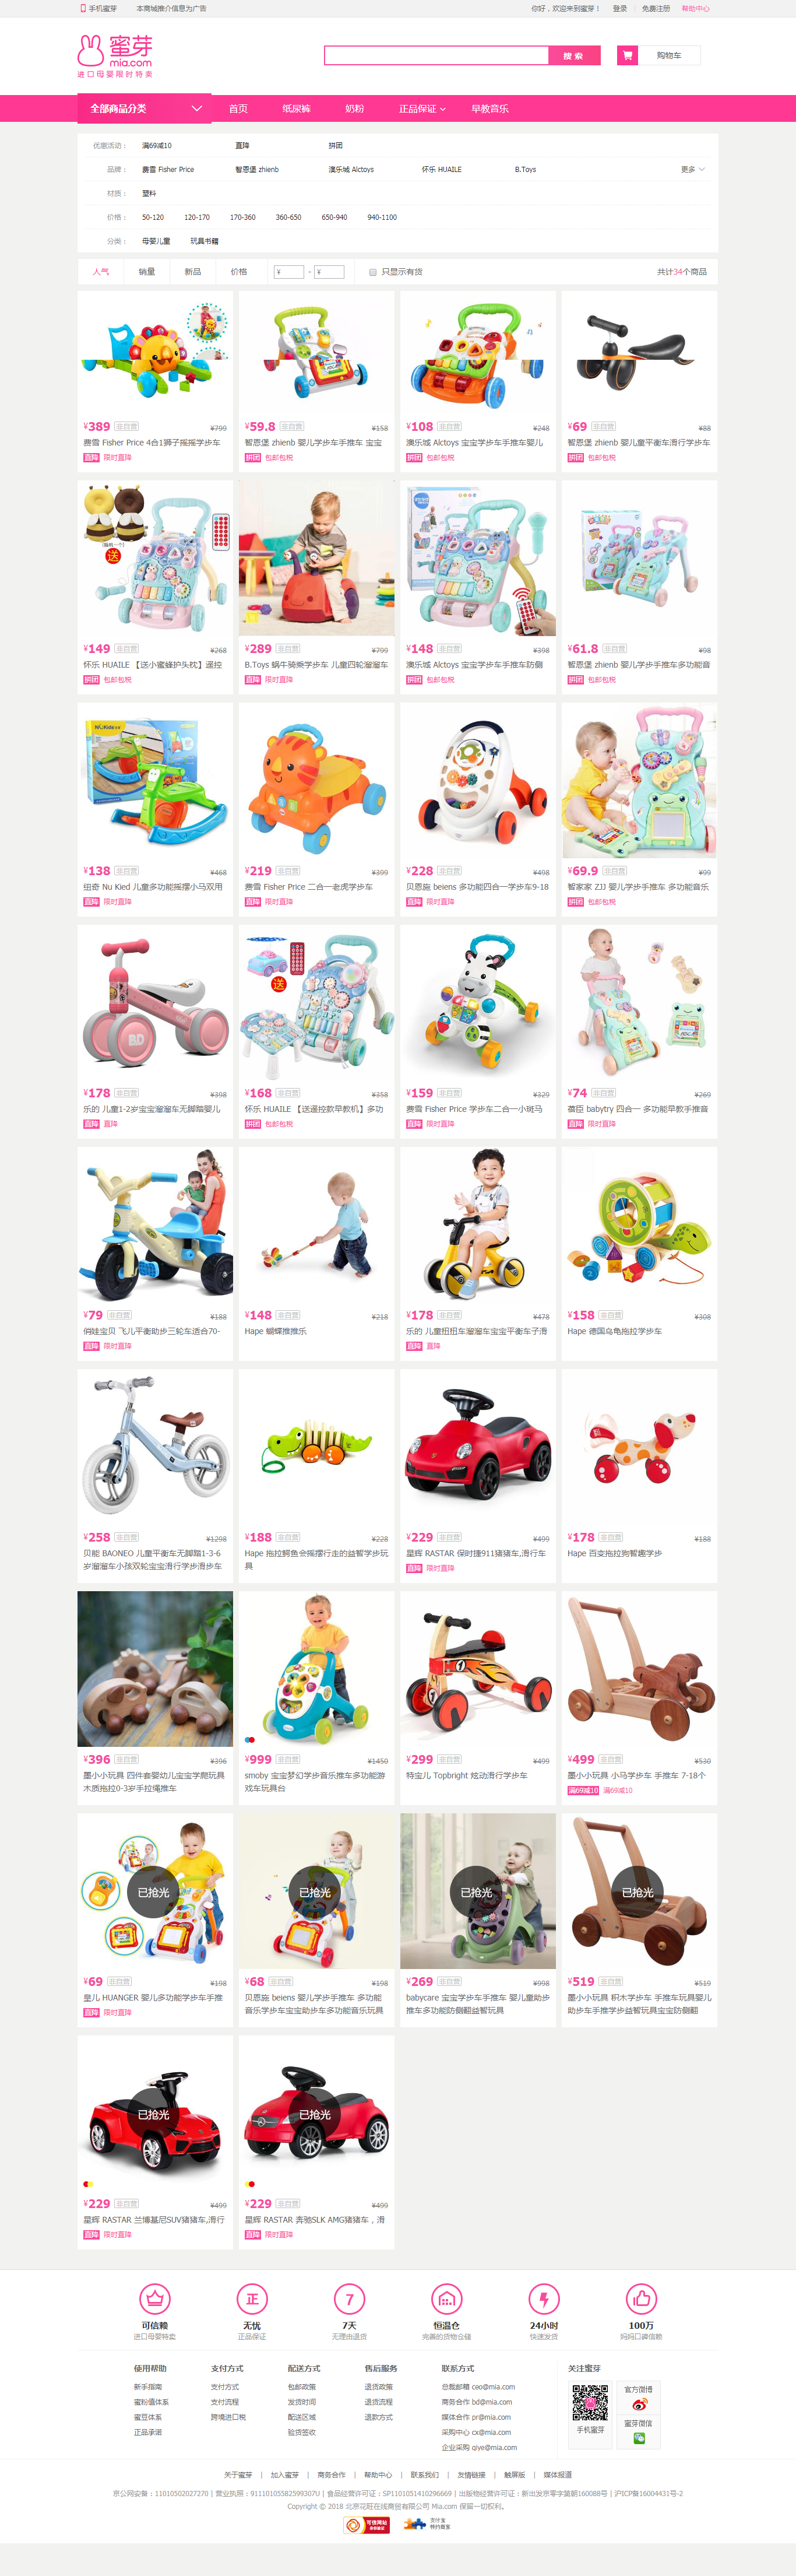 手机蜜芽 本商城推介信息为广告 你好，欢迎来到蜜芽！ 登录 免费注册 帮助中心
蜜芽
mia.com
进口母婴限时特卖
搜索 购物车
全部商品分类 首页 纸尿裤 奶粉 正品保证 早教音乐
优惠活动： 满69减10 直降 拼团
品牌： 费雪 Fisher Price 智恩堡 zhienb 澳乐城 Alctoys 怀乐 HUAILE B.Toys 更多
材质： 塑料
价格： 50-120 120-170 170-360 360-650 650-940 940-1100
分类： 母婴儿童 玩具书籍
人气 销量 新品 价格 ¥ - ¥ 只显示有货 共计34个商品
¥389 非自营 ¥799 ¥59.8 非自营 ¥158 ¥108 非自营 ¥248 ¥69 非自营 ¥88
费雪 Fisher Price 4合1狮子摇摇学步车 智恩堡 zhienb 婴儿学步车手推车 宝宝 澳乐城 Alctoys 宝宝学步车手推车婴儿 智恩堡 zhienb 婴儿童平衡车滑行学步车
直降 限时直降 拼团 包邮包税 拼团 包邮包税 拼团 包邮包税
送
¥149 非自营 ¥268 ¥289 非自营 ¥799 ¥148 非自营 ¥398 ¥61.8 非自营 ¥98
怀乐 HUAILE 【送小蜜蜂护头枕】遥控 B.Toys 蜗牛骑乘学步车 儿童四轮溜溜车 澳乐城 Alctoys 宝宝学步车手推车防侧 智恩堡 zhienb 婴儿学步手推车多功能音
拼团 包邮包税 直降 限时直降 拼团 包邮包税 拼团 包邮包税
¥138 非自营 ¥468 ¥219 非自营 ¥399 ¥228 非自营 ¥498 ¥69.9 非自营 ¥99
纽奇 Nu Kied 儿童多功能摇摆小马双用 费雪 Fisher Price 二合一老虎学步车 贝恩施 beiens 多功能四合一学步车9-18 智家家 ZJJ 婴儿学步手推车 多功能音乐
直降 限时直降 直降 限时直降 直降 限时直降 拼团 包邮包税
BD
送
¥178 非自营 ¥398 ¥168 非自营 ¥358 ¥159 非自营 ¥329 ¥74 非自营 ¥269
乐的 儿童1-2岁宝宝溜溜车无脚踏婴儿 怀乐 HUAILE 【送遥控款早教机】多功 费雪 Fisher Price 学步车二合一小斑马 蓓臣 babytry 四合一 多功能早教手推音
直降 直降 拼团 包邮包税 直降 限时直降 直降 限时直降
¥79 非自营 ¥188 ¥148 非自营 ¥218 ¥178 非自营 ¥478 ¥158 非自营 ¥308
俏娃宝贝 飞儿平衡助步三轮车适合70- Hape 蝴蝶推推乐 乐的 儿童扭扭车溜溜车宝宝平衡车子滑 Hape 德国乌龟拖拉学步车
直降 限时直降 直降 直降
¥258 非自营 ¥1298 ¥188 非自营 ¥228 ¥229 非自营 ¥499 ¥178 非自营 ¥188
贝能 BAONEO 儿童平衡车无脚踏1-3-6 Hape 拖拉鳄鱼会摇摆行走的益智学步玩 星辉 RASTAR 保时捷911猪猪车,滑行车 Hape 百变拖拉狗智趣学步
岁溜溜车小孩双轮宝宝滑行学步滑步车 具 直降 限时直降
¥396 非自营 ¥396 ¥999 非自营 ¥1450 ¥299 非自营 ¥499 ¥499 非自营 ¥530
墨小小玩具 四件套婴幼儿宝宝学爬玩具 smoby 宝宝梦幻学步音乐推车多功能游 特宝儿 Topbright 炫动滑行学步车 墨小小玩具 小马学步车 手推车 7-18个
木质拖拉0-3岁手拉绳推车 戏车玩具台 满69减10 满69减10
已抢光 已抢光 已抢光 已抢光
¥69 非自营 ¥198 ¥68 非自营 ¥198 ¥269 非自营 ¥998 ¥519 非自营 ¥519
皇儿 HUANGER 婴儿多功能学步车手推 贝恩施 beiens 婴儿学步手推车 多功能 babycare 宝宝学步车手推车 婴儿童助步 墨小小玩具 积木学步车 手推车玩具婴儿
直降 限时直降 音乐学步车宝宝助步车多功能音乐玩具 推车多功能防侧翻益智玩具 助步车手推学步益智玩具宝宝防侧翻
已抢光 已抢光
¥229 非自营 ¥499 ¥229 非自营 ¥499
星辉 RASTAR 兰博基尼SUV猪猪车,滑行 星辉 RASTAR 奔驰SLK AMG猪猪车，滑
直降 限时直降 直降 限时直降
正 7
可信赖 无忧 7天 恒温仓 24小时 100万
进口母婴特卖 正品保证 无理由退货 完善的货物仓储 快速发货 妈妈口碑信赖
使用帮助 支付方式 配送方式 售后服务 联系方式 关注蜜芽
新手指南 支付方式 包邮政策 退货政策 总裁邮箱 ceo@mia.com 官方微博
蜜粉值体系 支付流程 发货时间 退货流程 商务合作 bd@mia.com
蜜豆体系 跨境进口税 配送区域 退款方式 媒体合作 pr@mia.com 蜜芽微信
正品承诺 验货签收 采购中心 cx@mia.com 手机蜜芽
企业采购 qiye@mia.com
关于蜜芽 | 加入蜜芽 | 商务合作 | 帮助中心 | 联系我们 | 友情链接 | 触屏版 | 媒体报道
京公网安备：11010502027270 | 营业执照：91110105582599307U | 食品经营许可证：SP1101051410296669 | 出版物经营许可证：新出发京零字第朝160088号 | 沪ICP备16004431号-2
Copyright © 2018 北京花旺在线商贸有限公司 Mia.com 保留一切权利。
可信网站 支付宝
特约商家